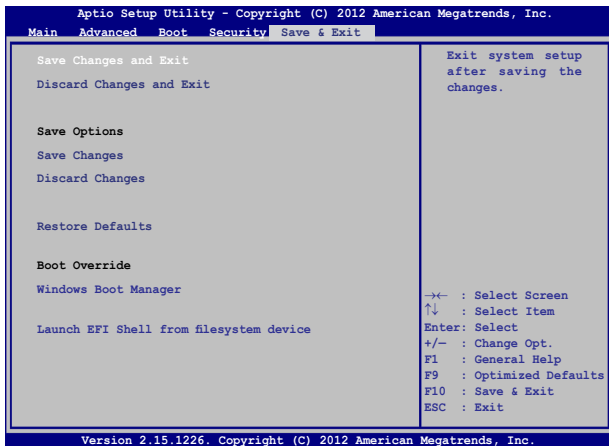 Aptio Setup Utility - Copyright (C) 2012 American Megatrends, Inc.
Main Advanced Boot Security Save & Exit
Save Changes and Exit
Discard Changes and Exit
Save Options
Save Changes
Discard Changes
Restore Defaults
Boot Override
Windows Boot Manager
Launch EFI Shell from filesystem device
Exit system setup
after saving the
changes.
→← : Select Screen
↑↓ : Select Item
Enter: Select
+/— : Change Opt.
F1 : General Help
F9 : Optimized Defaults
F10 : Save & Exit
ESC : Exit
Version 2.15.1226. Copyright (C) 2012 American Megatrends, Inc.